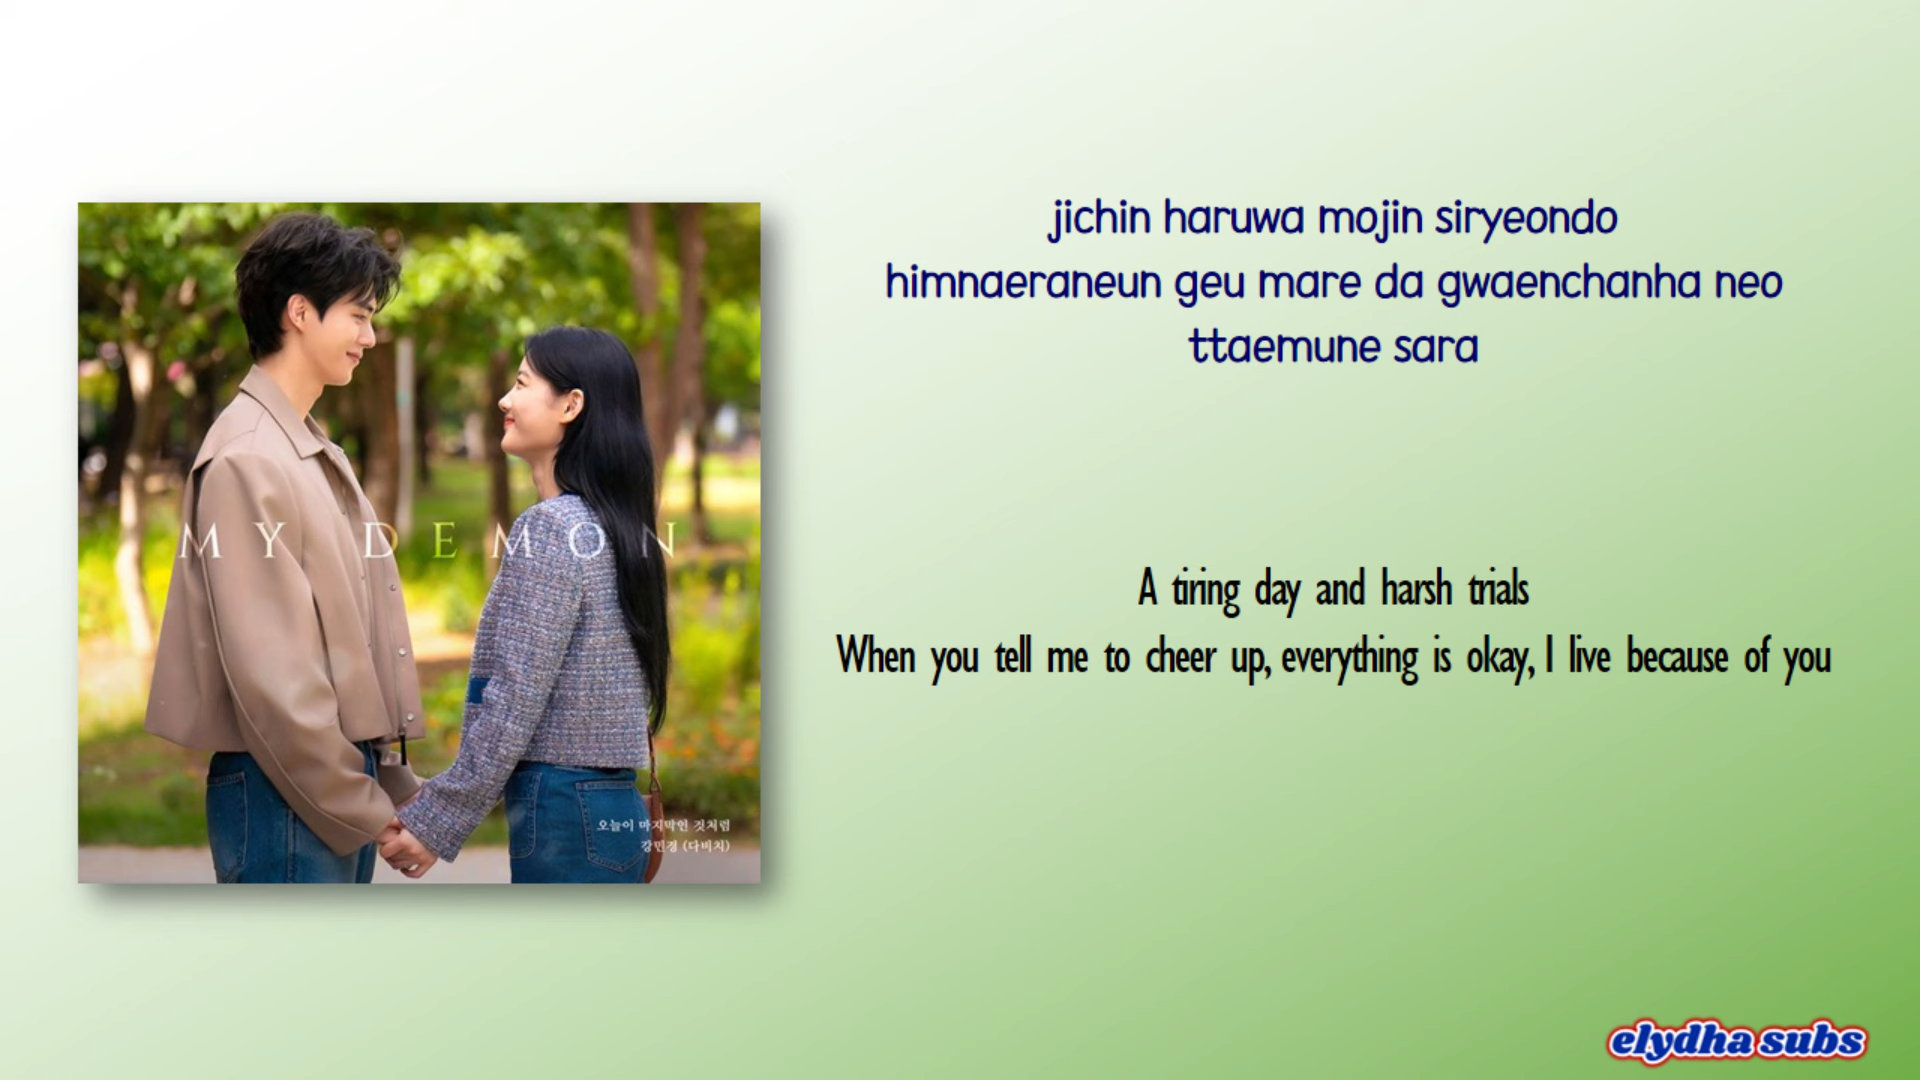 jichin haruwa mojin siryeondo
himnaeraneun geu mare da gwaenchanha neo
ttaemune sara
A tiring day and harsh trials
When you tell me to cheer up, everything is okay, I live because of you
MY DEMON
오늘이 마지막인 것처럼
강민경 (다비치)
elydha subs